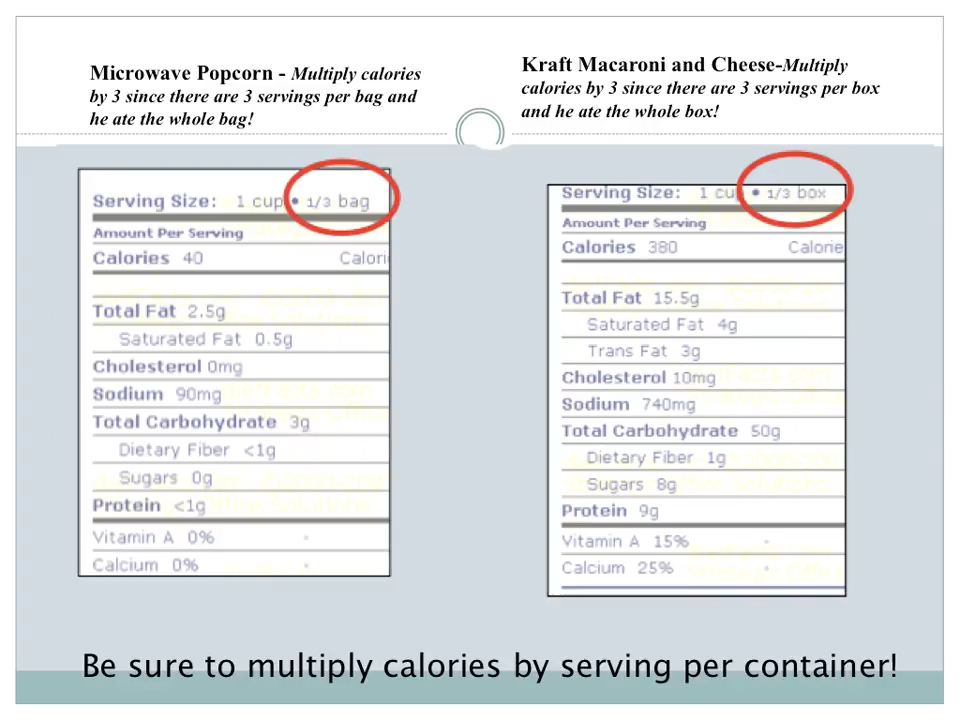 Microwave Popcorn - Multiply calories
by 3 since there are 3 servings per bag and
he ate the whole bag!
Kraft Macaroni and Cheese-Multiply
calories by 3 since there are 3 servings per box
and he ate the whole box!
Serving Size: 1 cup • 1/3 bag
Amount Per Serving
Calories 40 Calori
Total Fat 2.5g
Saturated Fat 0.5g
Cholesterol 0mg
Sodium 90mg
Total Carbohydrate 3g
Dietary Fiber <1g
Sugars 0g
Protein <1g
Vitamin A 0% •
Calcium 0% •
Serving Size: 1 cup • 1/3 box
Amount Per Serving
Calories 380 Calorie
Total Fat 15.5g
Saturated Fat 4g
Trans Fat 3g
Cholesterol 10mg
Sodium 740mg
Total Carbohydrate 50g
Dietary Fiber 1g
Sugars 8g
Protein 9g
Vitamin A 15% •
Calcium 25% •
Be sure to multiply calories by serving per container!